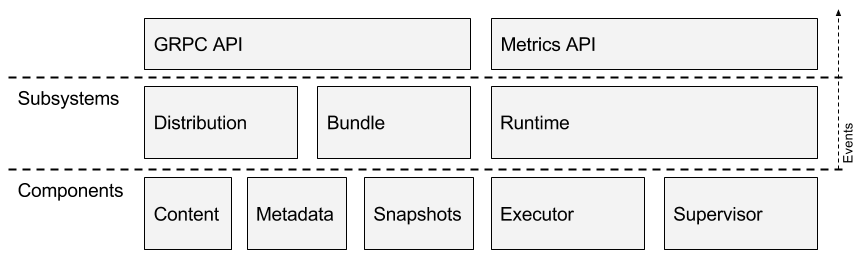 GRPC API
Metrics API
Subsystems
Distribution
Bundle
Runtime
Events
Components
Content
Metadata
Snapshots
Executor
Supervisor